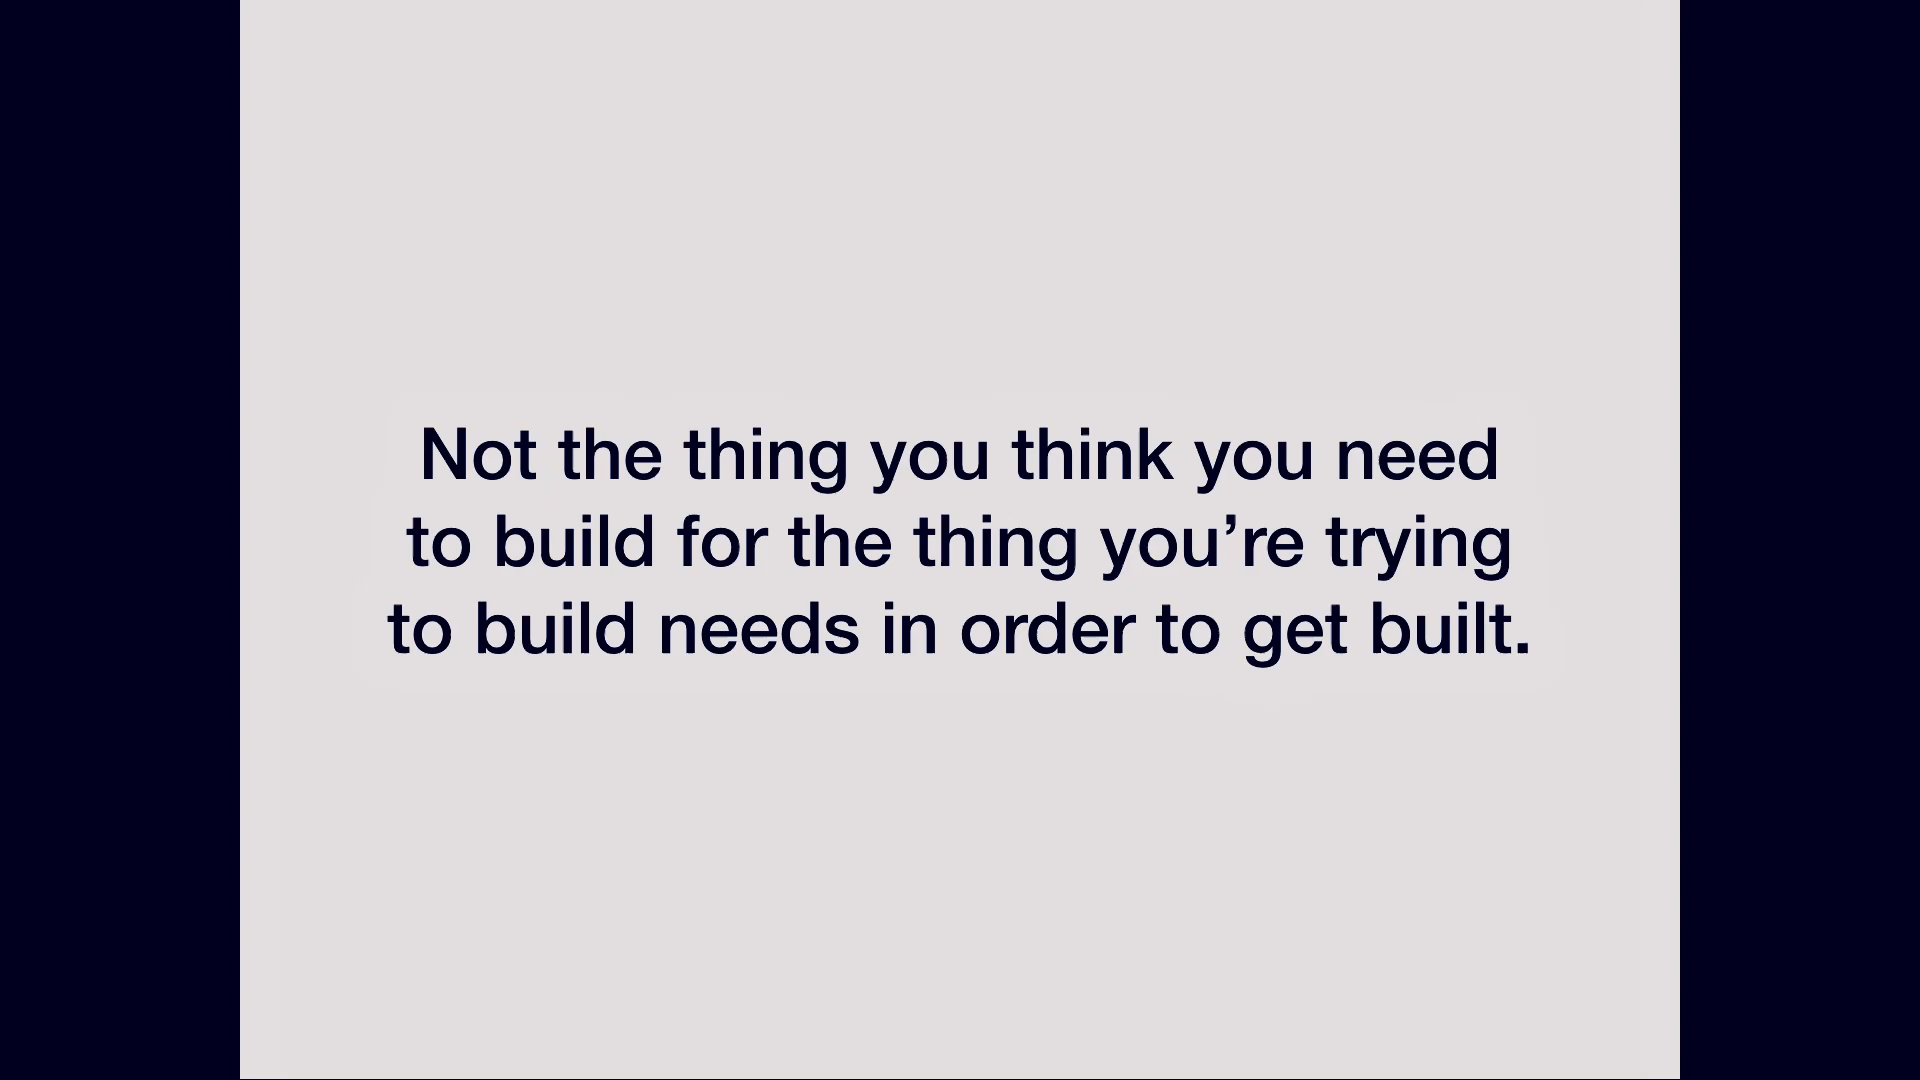 Not the thing you think you need
to build for the thing you’re trying
to build needs in order to get built.